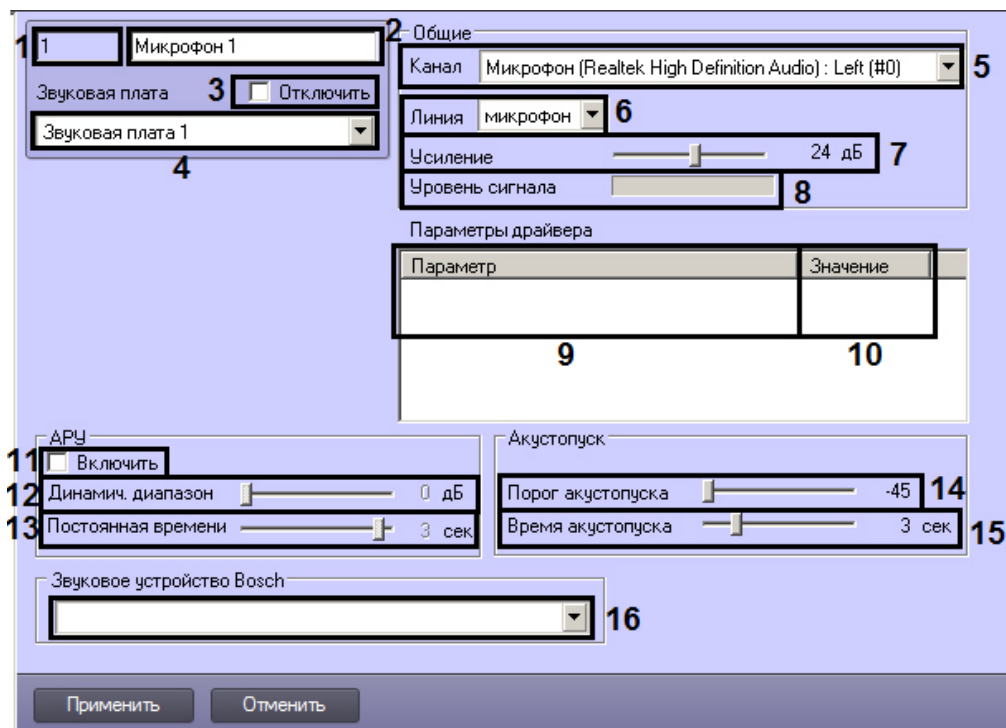 1 1 Микрофон 1 2
Звуковая плата 3 Отключить
Звуковая плата 1
4
Общие
Канал Микрофон (Realtek High Definition Audio) : Left (#0) 5
Линия микрофон 6
Усиление 24 дБ 7
Уровень сигнала 8
Параметры драйвера
Параметр Значение
9 10
АРУ
11 Включить
12 Динамич. диапазон 0 дБ
13 Постоянная времени 3 сек
Акустопуск
Порог акустопуска -45 14
Время акустопуска 3 сек 15
Звуковое устройство Bosch
16
Применить Отменить